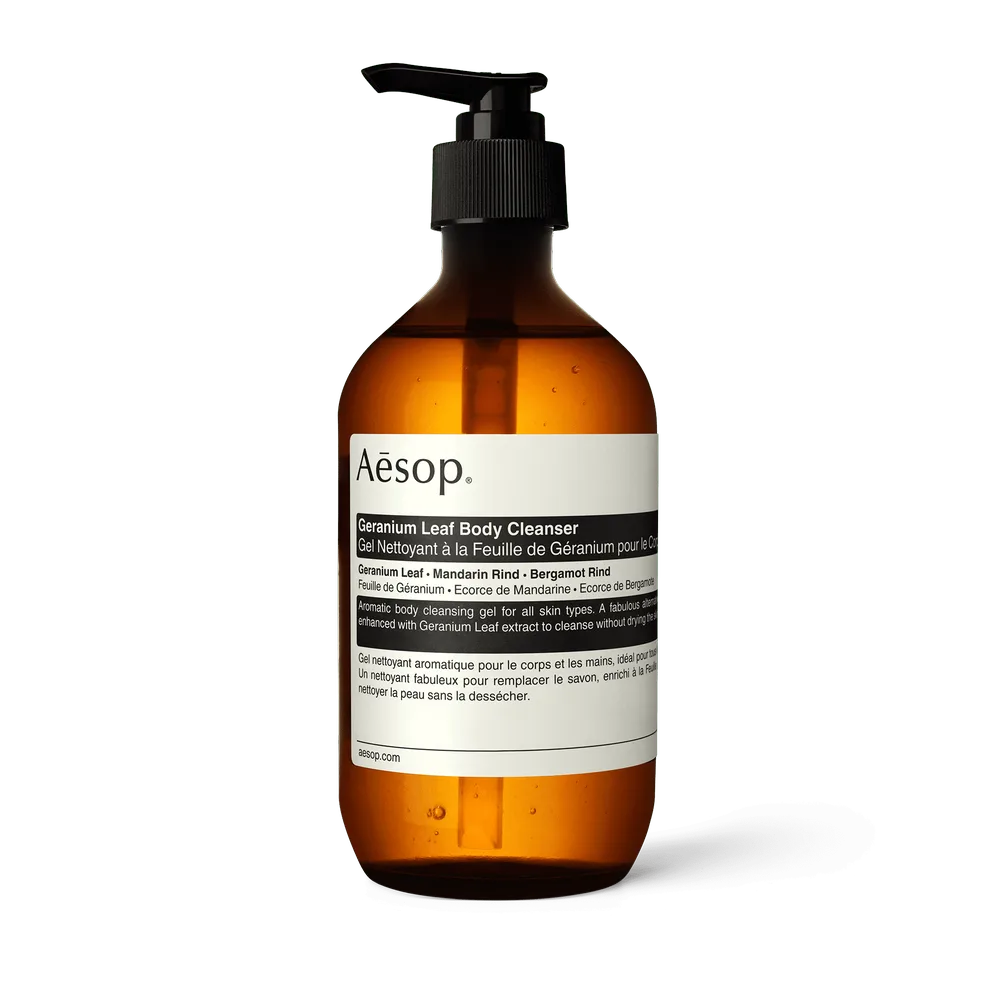 Aēsop®
Geranium Leaf Body Cleanser
Gel Nettoyant à la Feuille de Géranium pour le
Geranium Leaf • Mandarin Rind • Bergamot Rind
Feuille de Géranium • Ecorce de Mandarine • Ecorce de Bergamote
Aromatic body cleansing gel for all skin types. A fabulous
enhanced with Geranium Leaf extract to cleanse without drying the
Gel nettoyant aromatique pour le corps et les mains, idéal pour
Un nettoyant fabuleux pour remplacer le savon, enrichi à la
nettoyer la peau sans la dessécher.
aesop.com